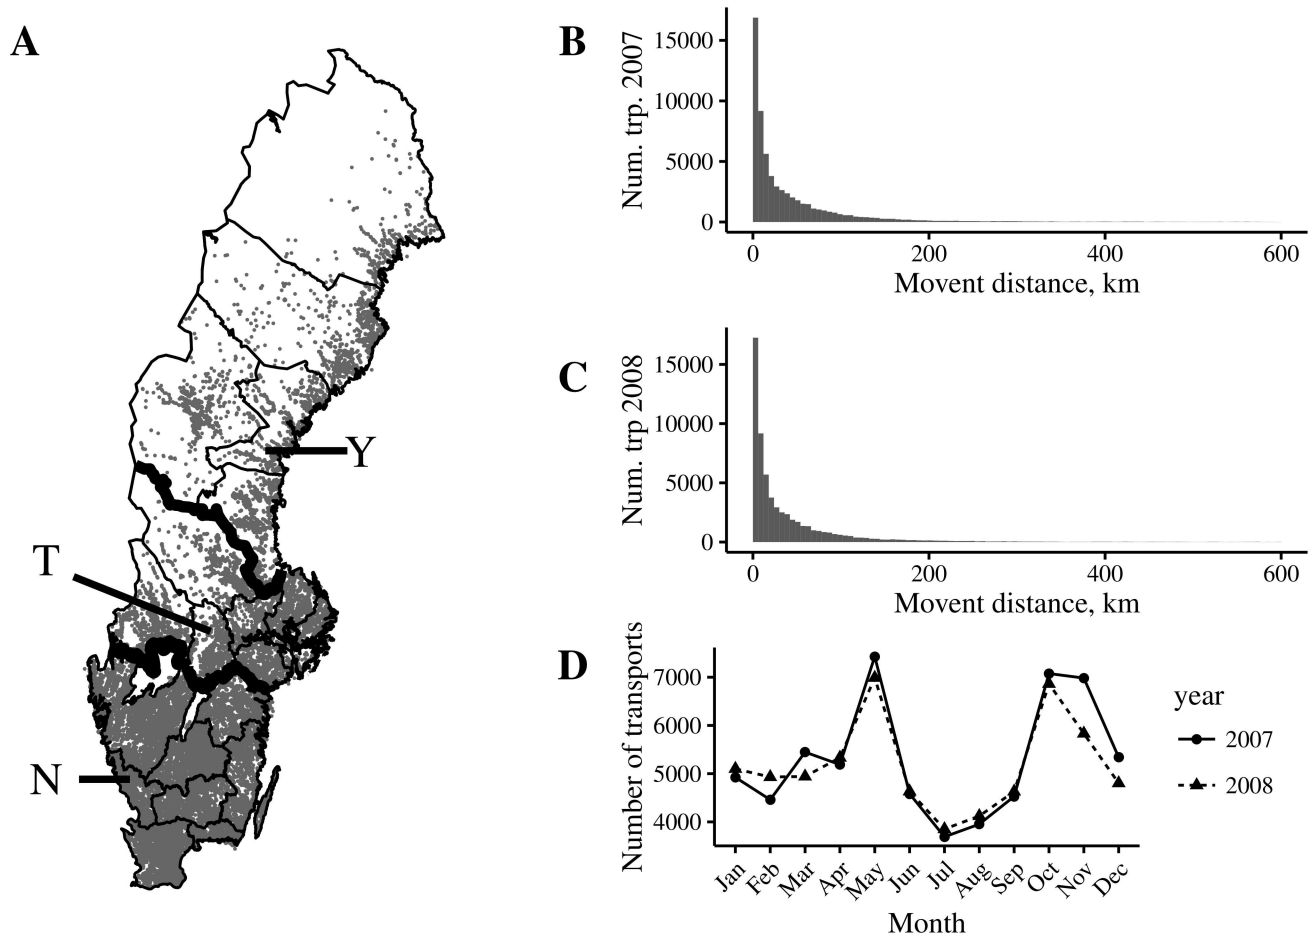 A
Y
T
N
B
Num. trp. 2007
15000
10000
5000
0
0 200 400 600
Movent distance, km
C
Num. trp 2008
15000
10000
5000
0
0 200 400 600
Movent distance, km
D
Number of transports
7000
6000
5000
4000
Jan Feb Mar Apr May Jun Jul Aug Sep Oct Nov Dec
Month
year
2007
2008